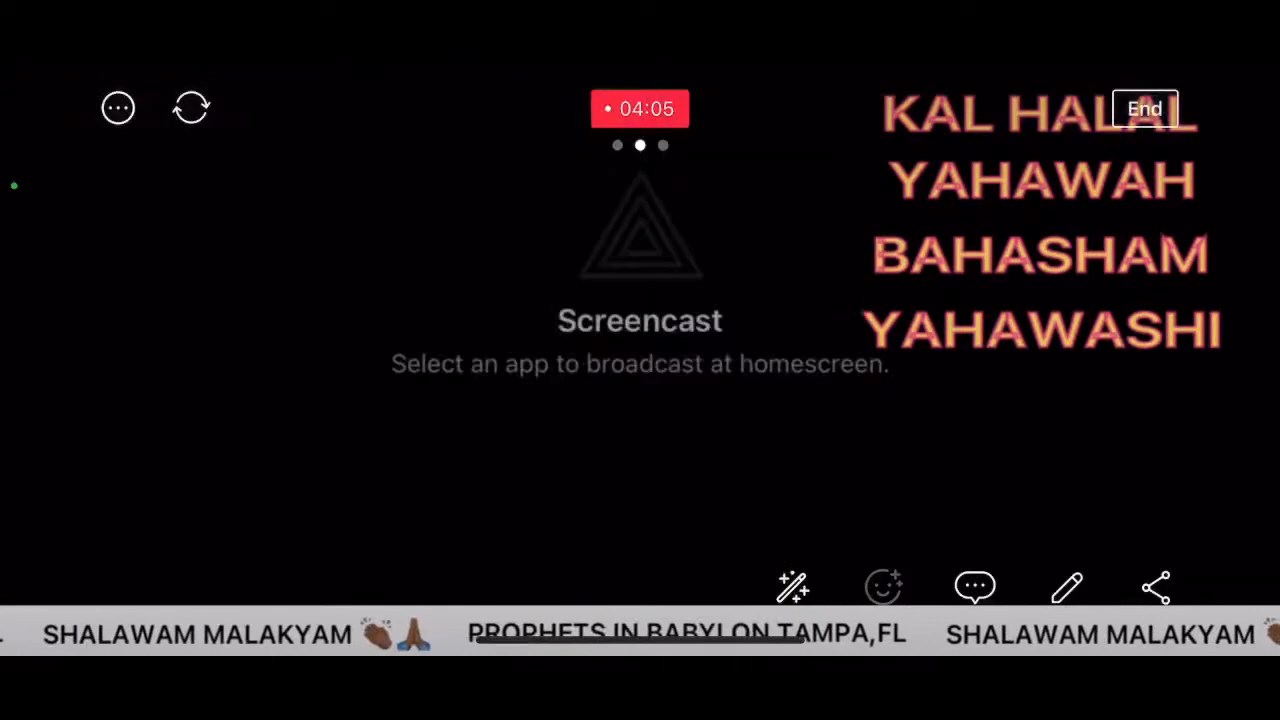 04:05
End
KAL HALAL
YAHAWAH
BAHASHAM
YAHAWASHI
Screencast
Select an app to broadcast at homescreen.
SHALAWAM MALAKYAM 👏🏾🙏🏾 PROPHETS IN BABYLON TAMPA,FL SHALAWAM MALAKYAM